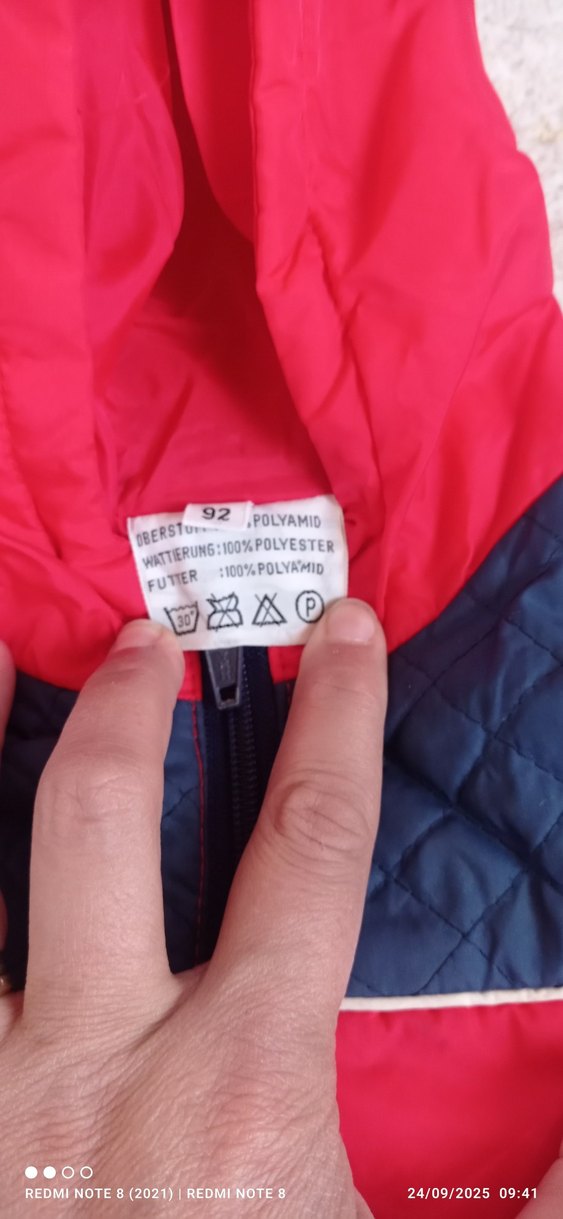 92
OBERSTOFF POLYAMID
WATTIERUNG:100%POLYESTER
FUTTER :100%POLYAMID
30° P
REDMI NOTE 8 (2021) | REDMI NOTE 8
24/09/2025 09:41